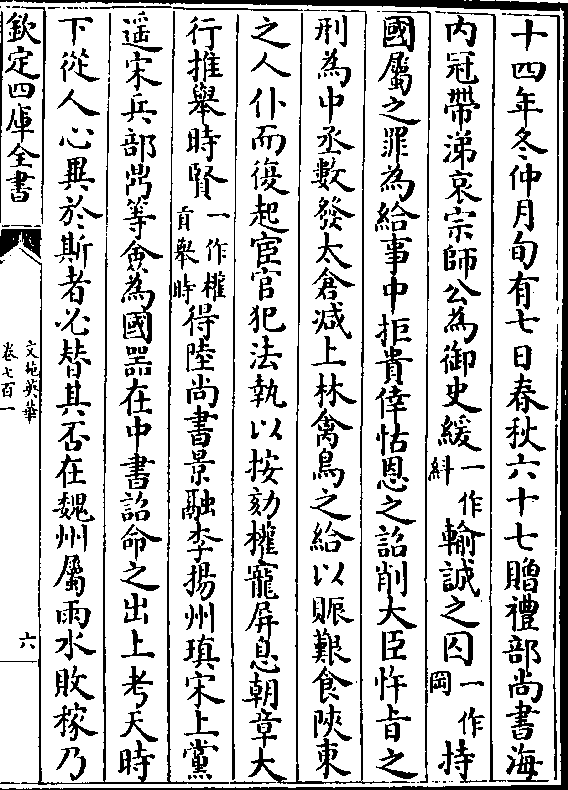 十四年冬仲月旬有七日春秋六十七贈禮部尚書海
内冠帶涕哀宗師公為御史緩一作糾輸誠之囚一作岡持
國屬之罪為給事中拒貴倖怙恩之詔削大臣忤㫖之
刑為中丞數發太倉減上林禽鳥之給以賑艱食陜東
之人仆而復起宦官犯法執以按劾權寵屏息朝章大
行推舉時賢一作權貢舉時得陸尚書景融李揚州瑱宋上黨
遥宋兵部鼎等僉為國器在中書詔命之出上考天時
下從人心異於斯者必替其否在魏州屬雨水敗稼乃
欽定四庫全書
文苑英華
卷七百一
六